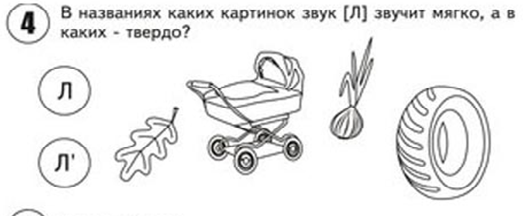 4
В названиях каких картинок звук [Л] звучит мягко, а в
каких - твердо?
Л
Л'